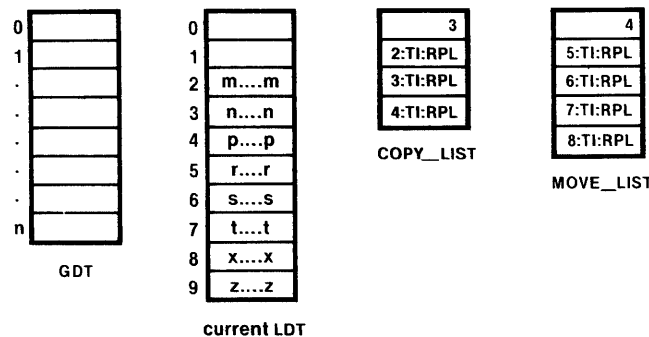 0
1
.
.
.
.
.
n
GDT
0
1
2 m....m
3 n....n
4 p....p
5 r....r
6 s....s
7 t....t
8 x....x
9 z....z
current LDT
3
2:TI:RPL
3:TI:RPL
4:TI:RPL
COPY__LIST
4
5:TI:RPL
6:TI:RPL
7:TI:RPL
8:TI:RPL
MOVE__LIST